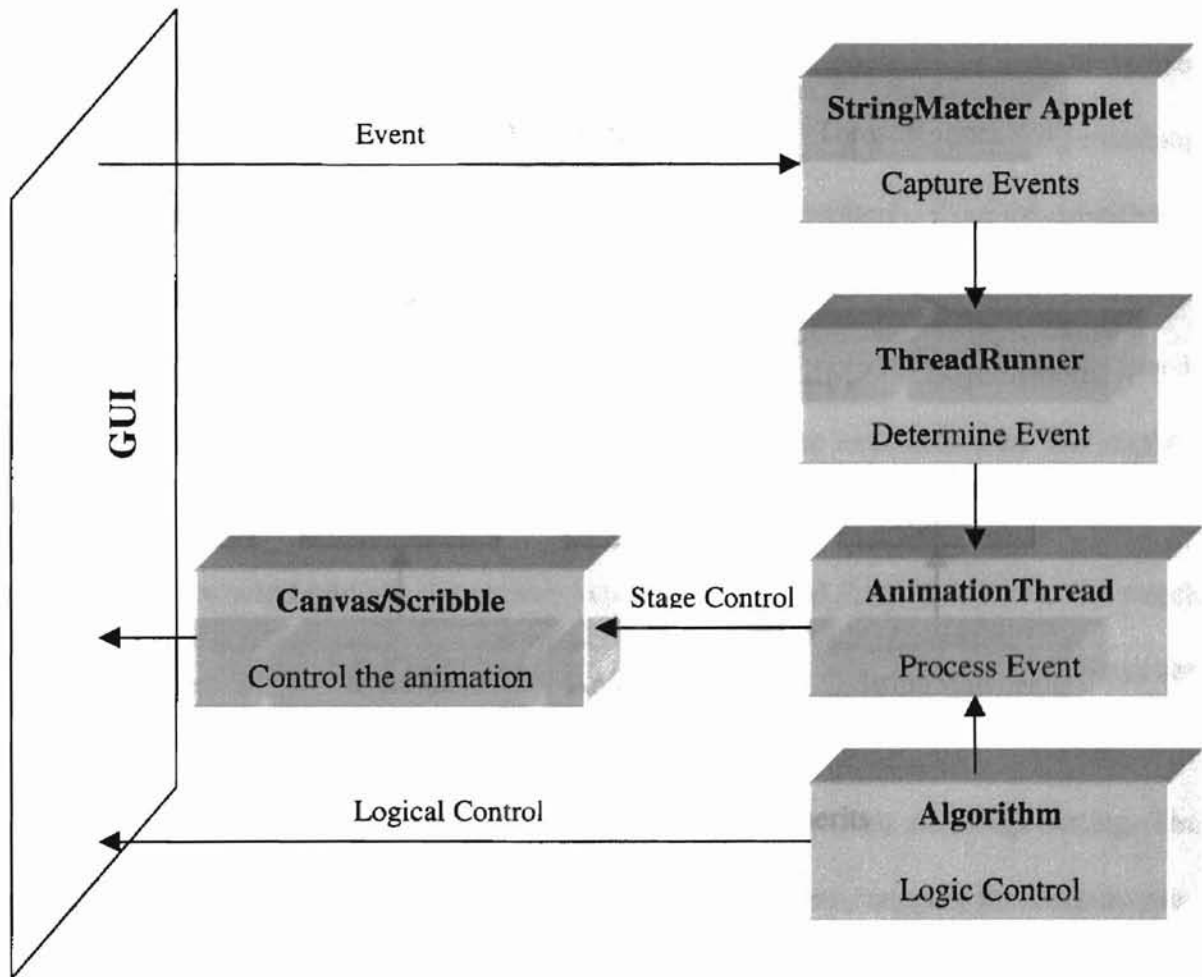 StringMatcher Applet
Event
Capture Events
ThreadRunner
Determine Event
GUI
Canvas/Scribble
Stage Control
AnimationThread
Control the animation
Process Event
Logical Control
Algorithm
Logic Control